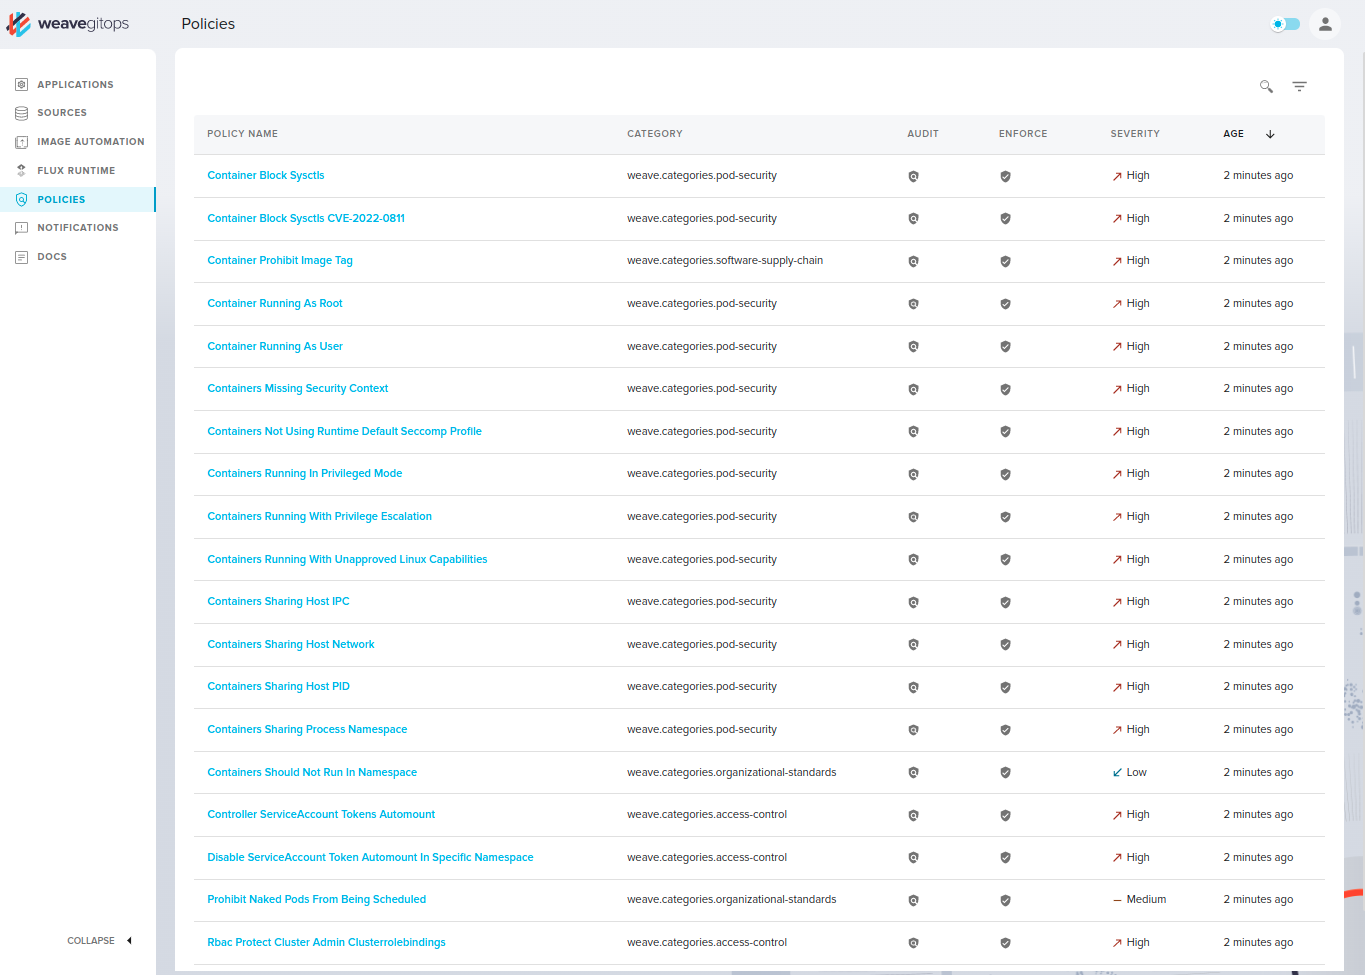 weavegitops
Policies
APPLICATIONS
SOURCES
IMAGE AUTOMATION
FLUX RUNTIME
POLICIES
NOTIFICATIONS
DOCS
COLLAPSE
POLICY NAME CATEGORY AUDIT ENFORCE SEVERITY AGE
Container Block Sysctls weave.categories.pod-security High 2 minutes ago
Container Block Sysctls CVE-2022-0811 weave.categories.pod-security High 2 minutes ago
Container Prohibit Image Tag weave.categories.software-supply-chain High 2 minutes ago
Container Running As Root weave.categories.pod-security High 2 minutes ago
Container Running As User weave.categories.pod-security High 2 minutes ago
Containers Missing Security Context weave.categories.pod-security High 2 minutes ago
Containers Not Using Runtime Default Seccomp Profile weave.categories.pod-security High 2 minutes ago
Containers Running In Privileged Mode weave.categories.pod-security High 2 minutes ago
Containers Running With Privilege Escalation weave.categories.pod-security High 2 minutes ago
Containers Running With Unapproved Linux Capabilities weave.categories.pod-security High 2 minutes ago
Containers Sharing Host IPC weave.categories.pod-security High 2 minutes ago
Containers Sharing Host Network weave.categories.pod-security High 2 minutes ago
Containers Sharing Host PID weave.categories.pod-security High 2 minutes ago
Containers Sharing Process Namespace weave.categories.pod-security High 2 minutes ago
Containers Should Not Run In Namespace weave.categories.organizational-standards Low 2 minutes ago
Controller ServiceAccount Tokens Automount weave.categories.access-control High 2 minutes ago
Disable ServiceAccount Token Automount In Specific Namespace weave.categories.access-control High 2 minutes ago
Prohibit Naked Pods From Being Scheduled weave.categories.organizational-standards Medium 2 minutes ago
Rbac Protect Cluster Admin Clusterrolebindings weave.categories.access-control High 2 minutes ago